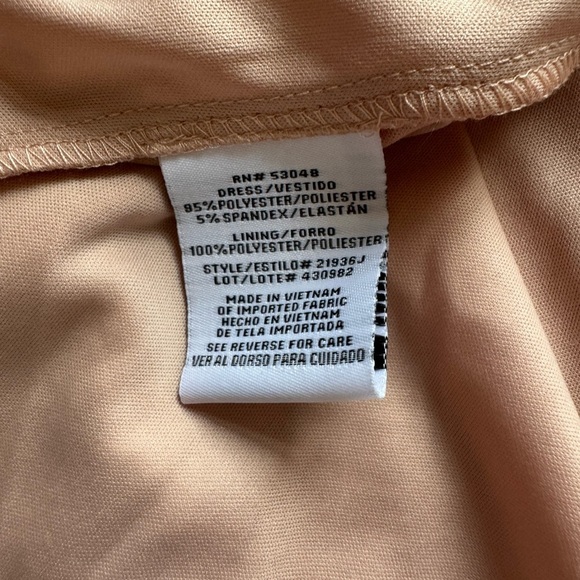 RN# 53048
DRESS/VESTIDO
95%POLYESTER/POLIESTER
5%SPANDEX/ELASTÁN
LINING/FORRO
100%POLYESTER/POLIESTER
STYLE/ESTILO# 21936J
LOT/LOTE# 430982
MADE IN VIETNAM
OF IMPORTED FABRIC
HECHO EN VIETNAM
DE TELA IMPORTADA
SEE REVERSE FOR CARE
VER AL DORSO PARA CUIDADO